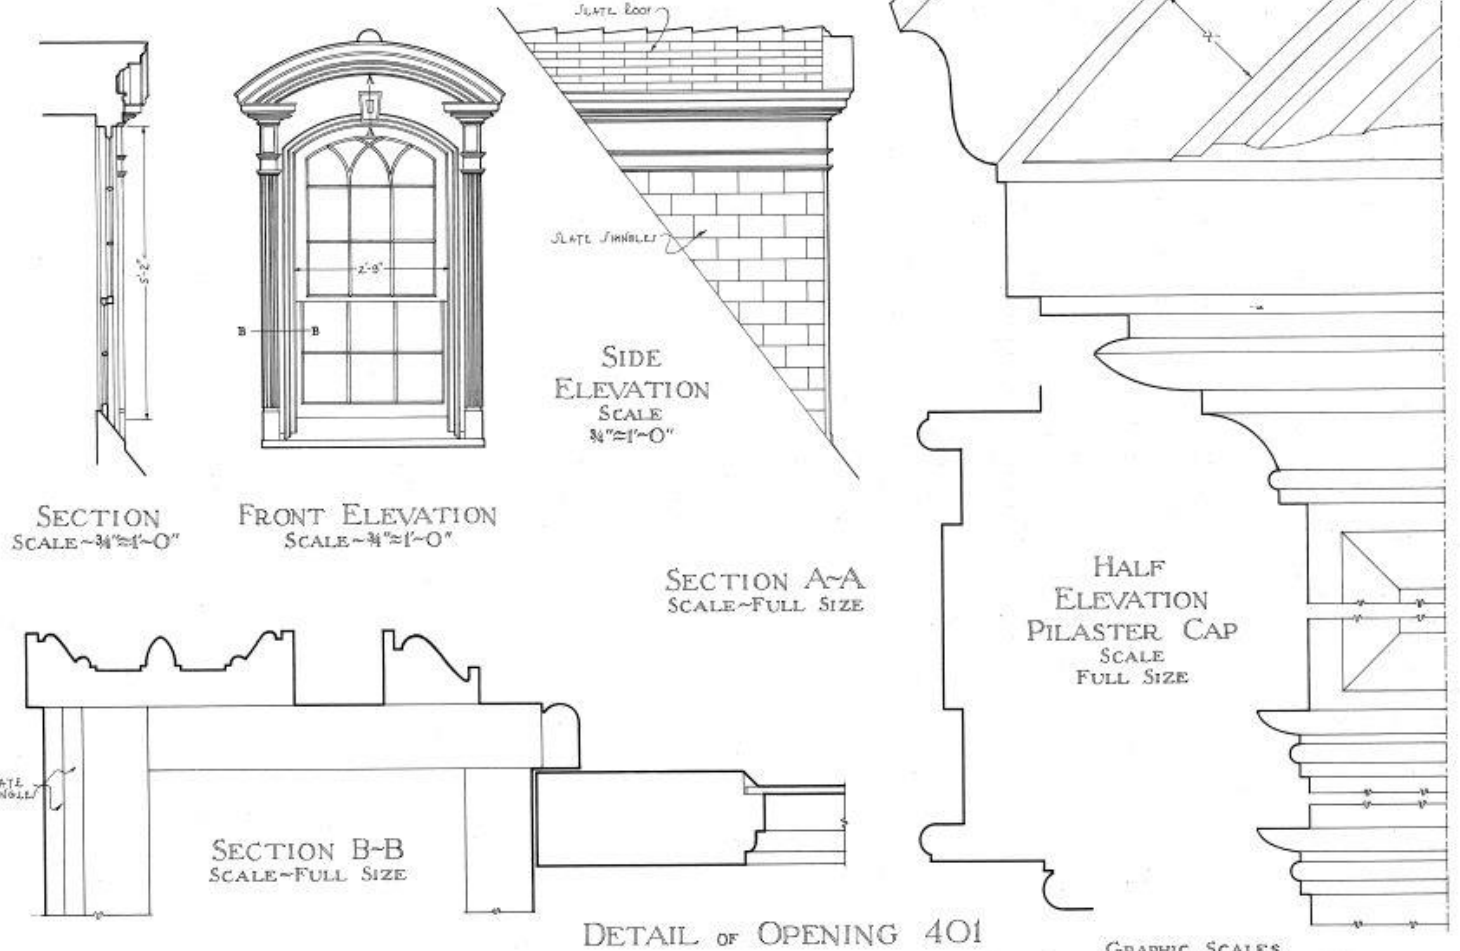 SLATE ROOF
5'-2"
2'-9"
SLATE SHINGLES
B B
SIDE
ELEVATION
SCALE
¾"=1'~0"
SECTION
SCALE~¾"=1'~0"
FRONT ELEVATION
SCALE~¾"=1'~0"
SECTION A~A
SCALE~FULL SIZE
HALF
ELEVATION
PILASTER CAP
SCALE
FULL SIZE
SECTION B~B
SCALE~FULL SIZE
DETAIL OF OPENING 401
GRAPHIC SCALES